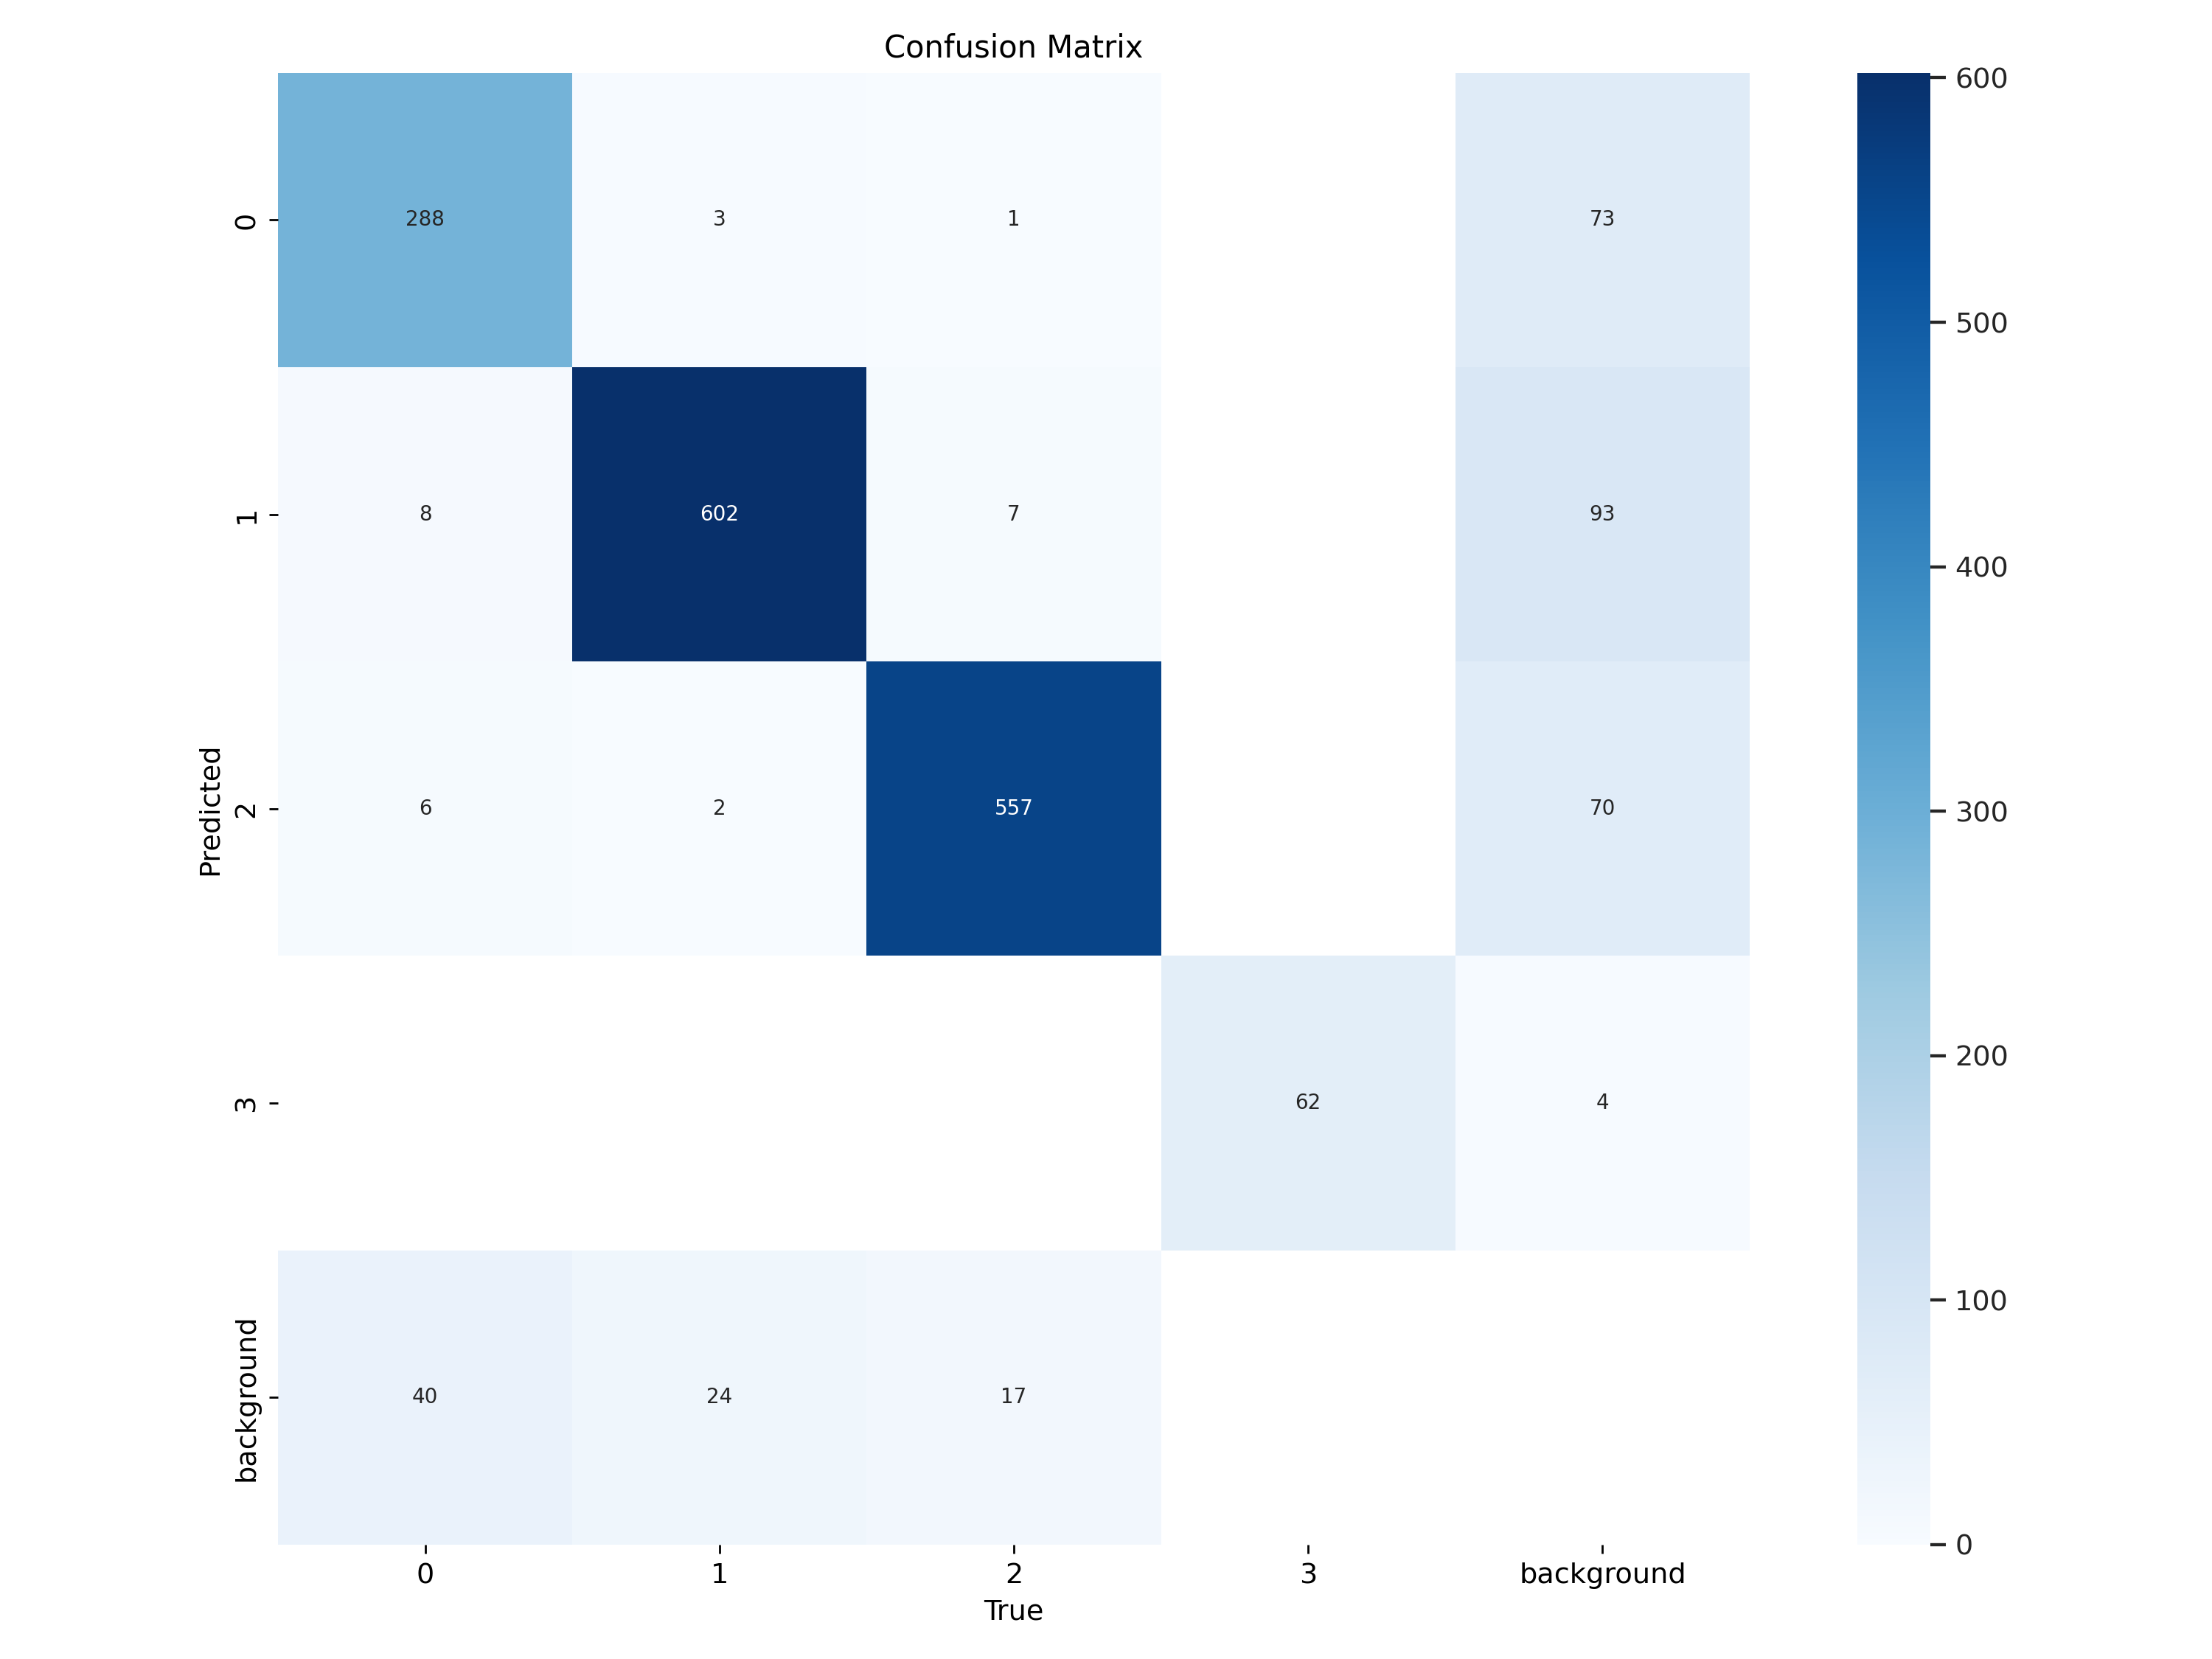 Confusion Matrix
0 288 3 1 73
1 8 602 7 93
2 6 2 557 70
3 62 4
background 40 24 17
0 1 2 3 background
True
Predicted
600
500
400
300
200
100
0